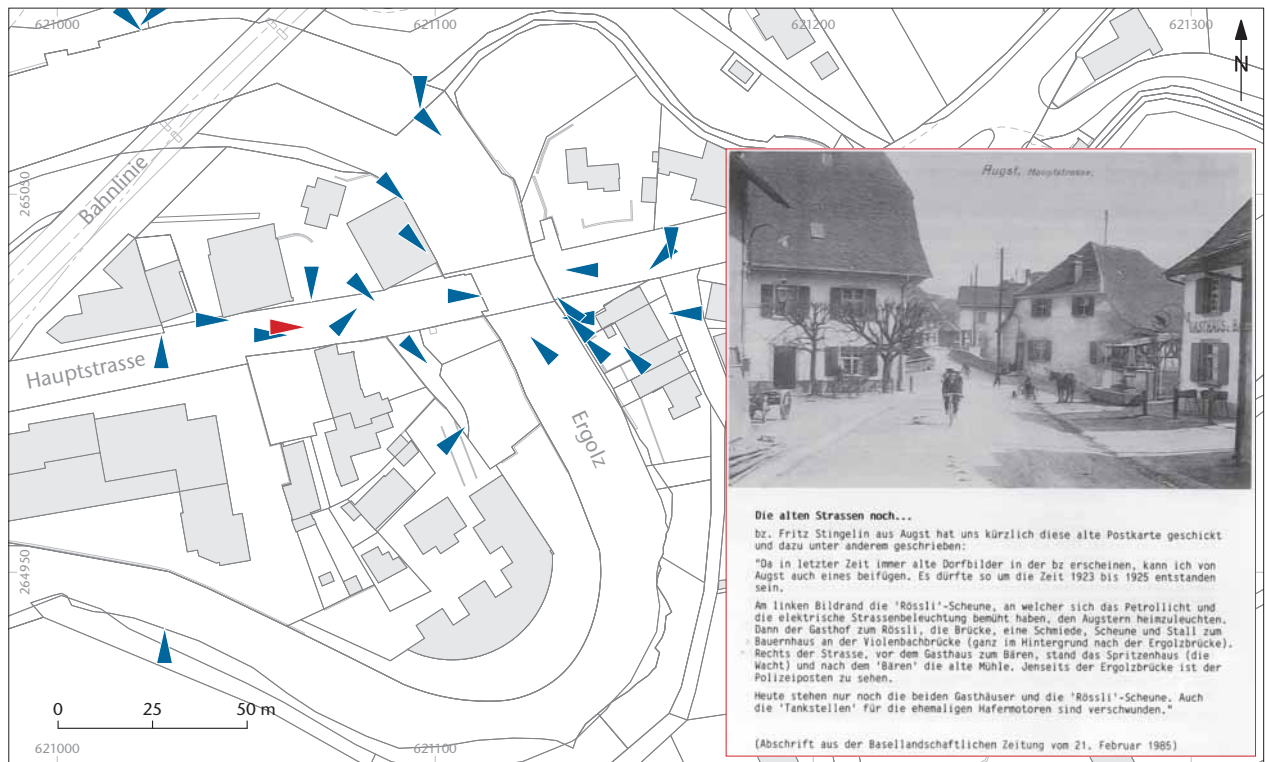 621000 621100 621200 621300
N
265050
Bahnlinie
Hauptstrasse
Ergolz
264950
0 25 50 m
621000 621100
Augst, Hauptstrasse.
GASTHAUS z.
Die alten Strassen noch...
bz. Fritz Stingelin aus Augst hat uns kürzlich diese alte Postkarte geschickt
und dazu unter anderem geschrieben:
"Da in letzter Zeit immer alte Dorfbilder in der bz erscheinen, kann ich von
Augst auch eines beifügen. Es dürfte so um die Zeit 1923 bis 1925 entstanden
sein.
Am linken Bildrand die 'Rössli'-Scheune, an welcher sich das Petrollicht und
die elektrische Strassenbeleuchtung bemüht haben, den Augstern heimzuleuchten.
Dann der Gasthof zum Rössli, die Brücke, eine Schmiede, Scheune und Stall zum
Bauernhaus an der Violenbachbrücke (ganz im Hintergrund nach der Ergolzbrücke).
Rechts der Strasse, vor dem Gasthaus zum Bären, stand das Spritzenhaus (die
Wacht) und nach dem 'Bären' die alte Mühle. Jenseits der Ergolzbrücke ist der
Polizeiposten zu sehen.
Heute stehen nur noch die beiden Gasthäuser und die 'Rössli'-Scheune. Auch
die 'Tankstellen' für die ehemaligen Hafermotoren sind verschwunden."
(Abschrift aus der Basellandschaftlichen Zeitung vom 21. Februar 1985)